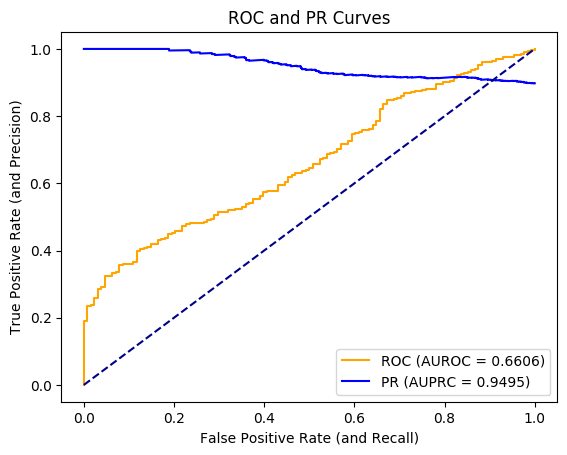 ROC and PR Curves
True Positive Rate (and Precision)
1.0
0.8
0.6
0.4
0.2
0.0
ROC (AUROC = 0.6606)
PR (AUPRC = 0.9495)
0.0 0.2 0.4 0.6 0.8 1.0
False Positive Rate (and Recall)